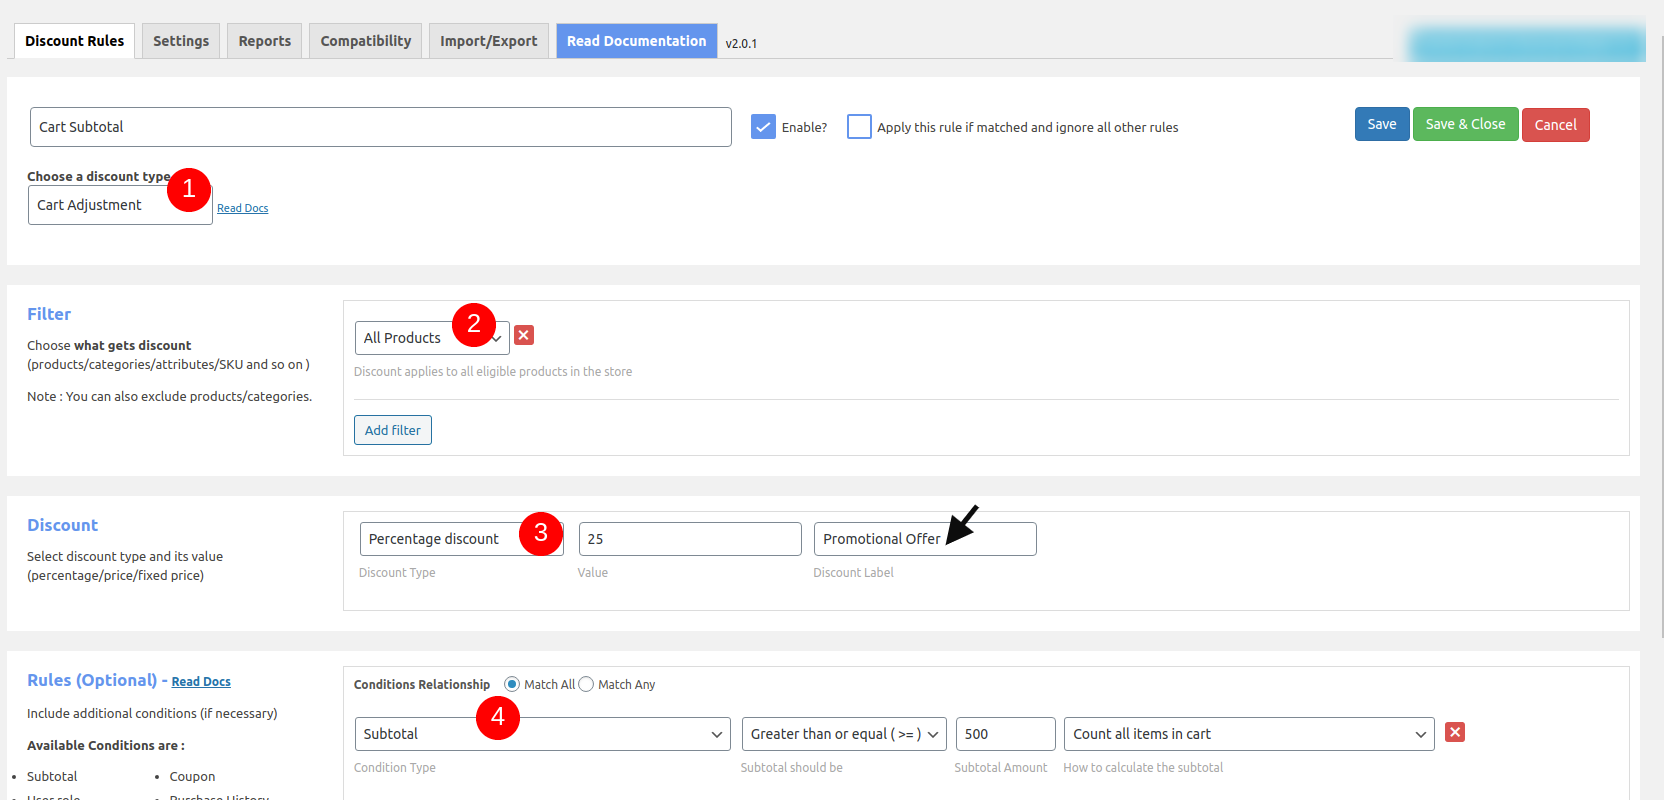 Discount Rules Settings Reports Compatibility Import/Export Read Documentation v2.0.1
Cart Subtotal Enable? Apply this rule if matched and ignore all other rules Save Save & Close Cancel
Choose a discount type
1
Cart Adjustment Read Docs
Filter
Choose what gets discount
(products/categories/attributes/SKU and so on )
Note : You can also exclude products/categories.
2
All Products
Discount applies to all eligible products in the store
Add filter
Discount
Select discount type and its value
(percentage/price/fixed price)
3
Percentage discount 25 Promotional Offer
Discount Type Value Discount Label
Rules (Optional) - Read Docs
Include additional conditions (if necessary)
Available Conditions are :
Subtotal Coupon
User role Purchase History
Conditions Relationship Match All Match Any
4
Subtotal Greater than or equal ( >= ) 500 Count all items in cart
Condition Type Subtotal should be Subtotal Amount How to calculate the subtotal